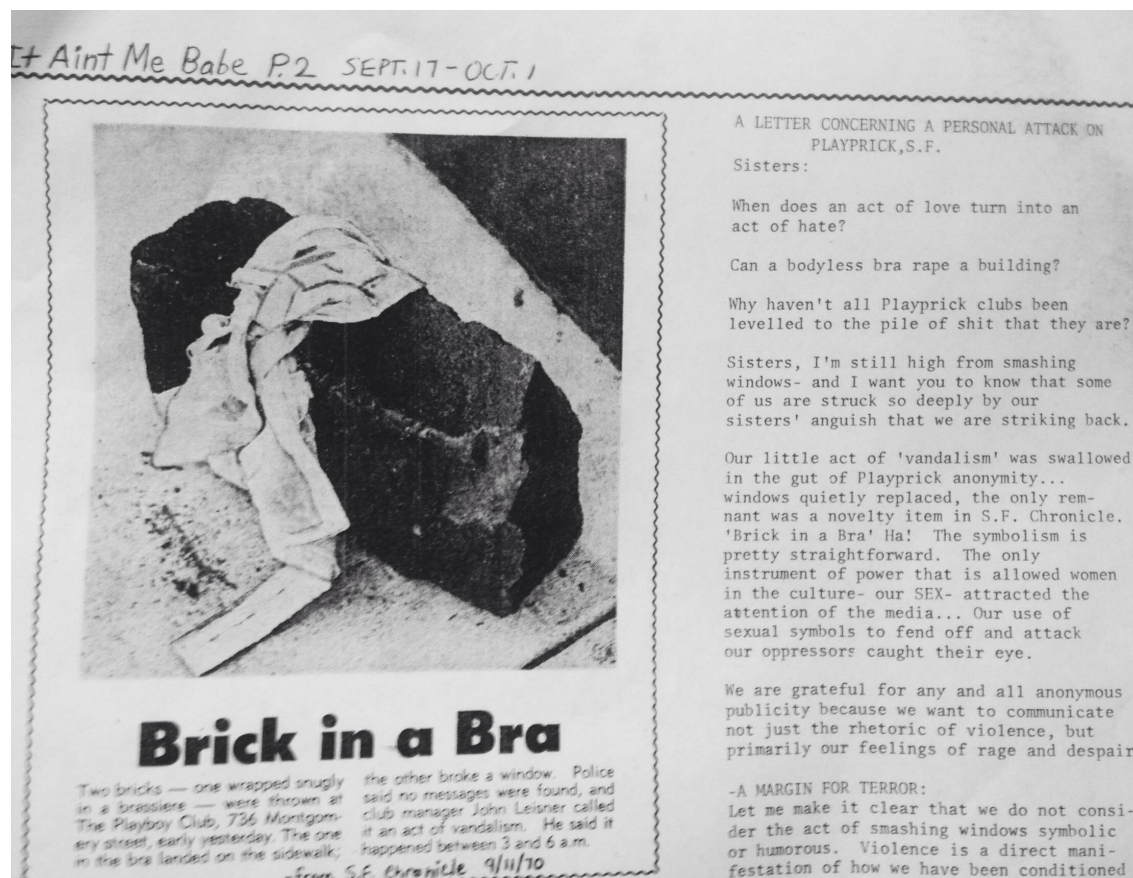 It Aint Me Babe P.2 SEPT.17-OCT.1
Brick in a Bra
Two bricks — one wrapped snugly
in a brassiere — were thrown at
The Playboy Club, 736 Montgom-
ery street, early yesterday. The one
in the bra landed on the sidewalk;
the other broke a window. Police
said no messages were found, and
club manager John Leisner called
it an act of vandalism. He said it
happened between 3 and 6 a.m.
-from S.F. Chronicle 9/11/70
A LETTER CONCERNING A PERSONAL ATTACK ON
PLAYPRICK,S.F.
Sisters:
When does an act of love turn into an
act of hate?
Can a bodyless bra rape a building?
Why haven't all Playprick clubs been
levelled to the pile of shit that they are?
Sisters, I'm still high from smashing
windows- and I want you to know that some
of us are struck so deeply by our
sisters' anguish that we are striking back.
Our little act of 'vandalism' was swallowed
in the gut of Playprick anonymity...
windows quietly replaced, the only rem-
nant was a novelty item in S.F. Chronicle.
'Brick in a Bra' Ha! The symbolism is
pretty straightforward. The only
instrument of power that is allowed women
in the culture- our SEX- attracted the
attention of the media... Our use of
sexual symbols to fend off and attack
our oppressors caught their eye.
We are grateful for any and all anonymous
publicity because we want to communicate
not just the rhetoric of violence, but
primarily our feelings of rage and despair
-A MARGIN FOR TERROR:
Let me make it clear that we do not consi-
der the act of smashing windows symbolic
or humorous. Violence is a direct mani-
festation of how we have been conditioned